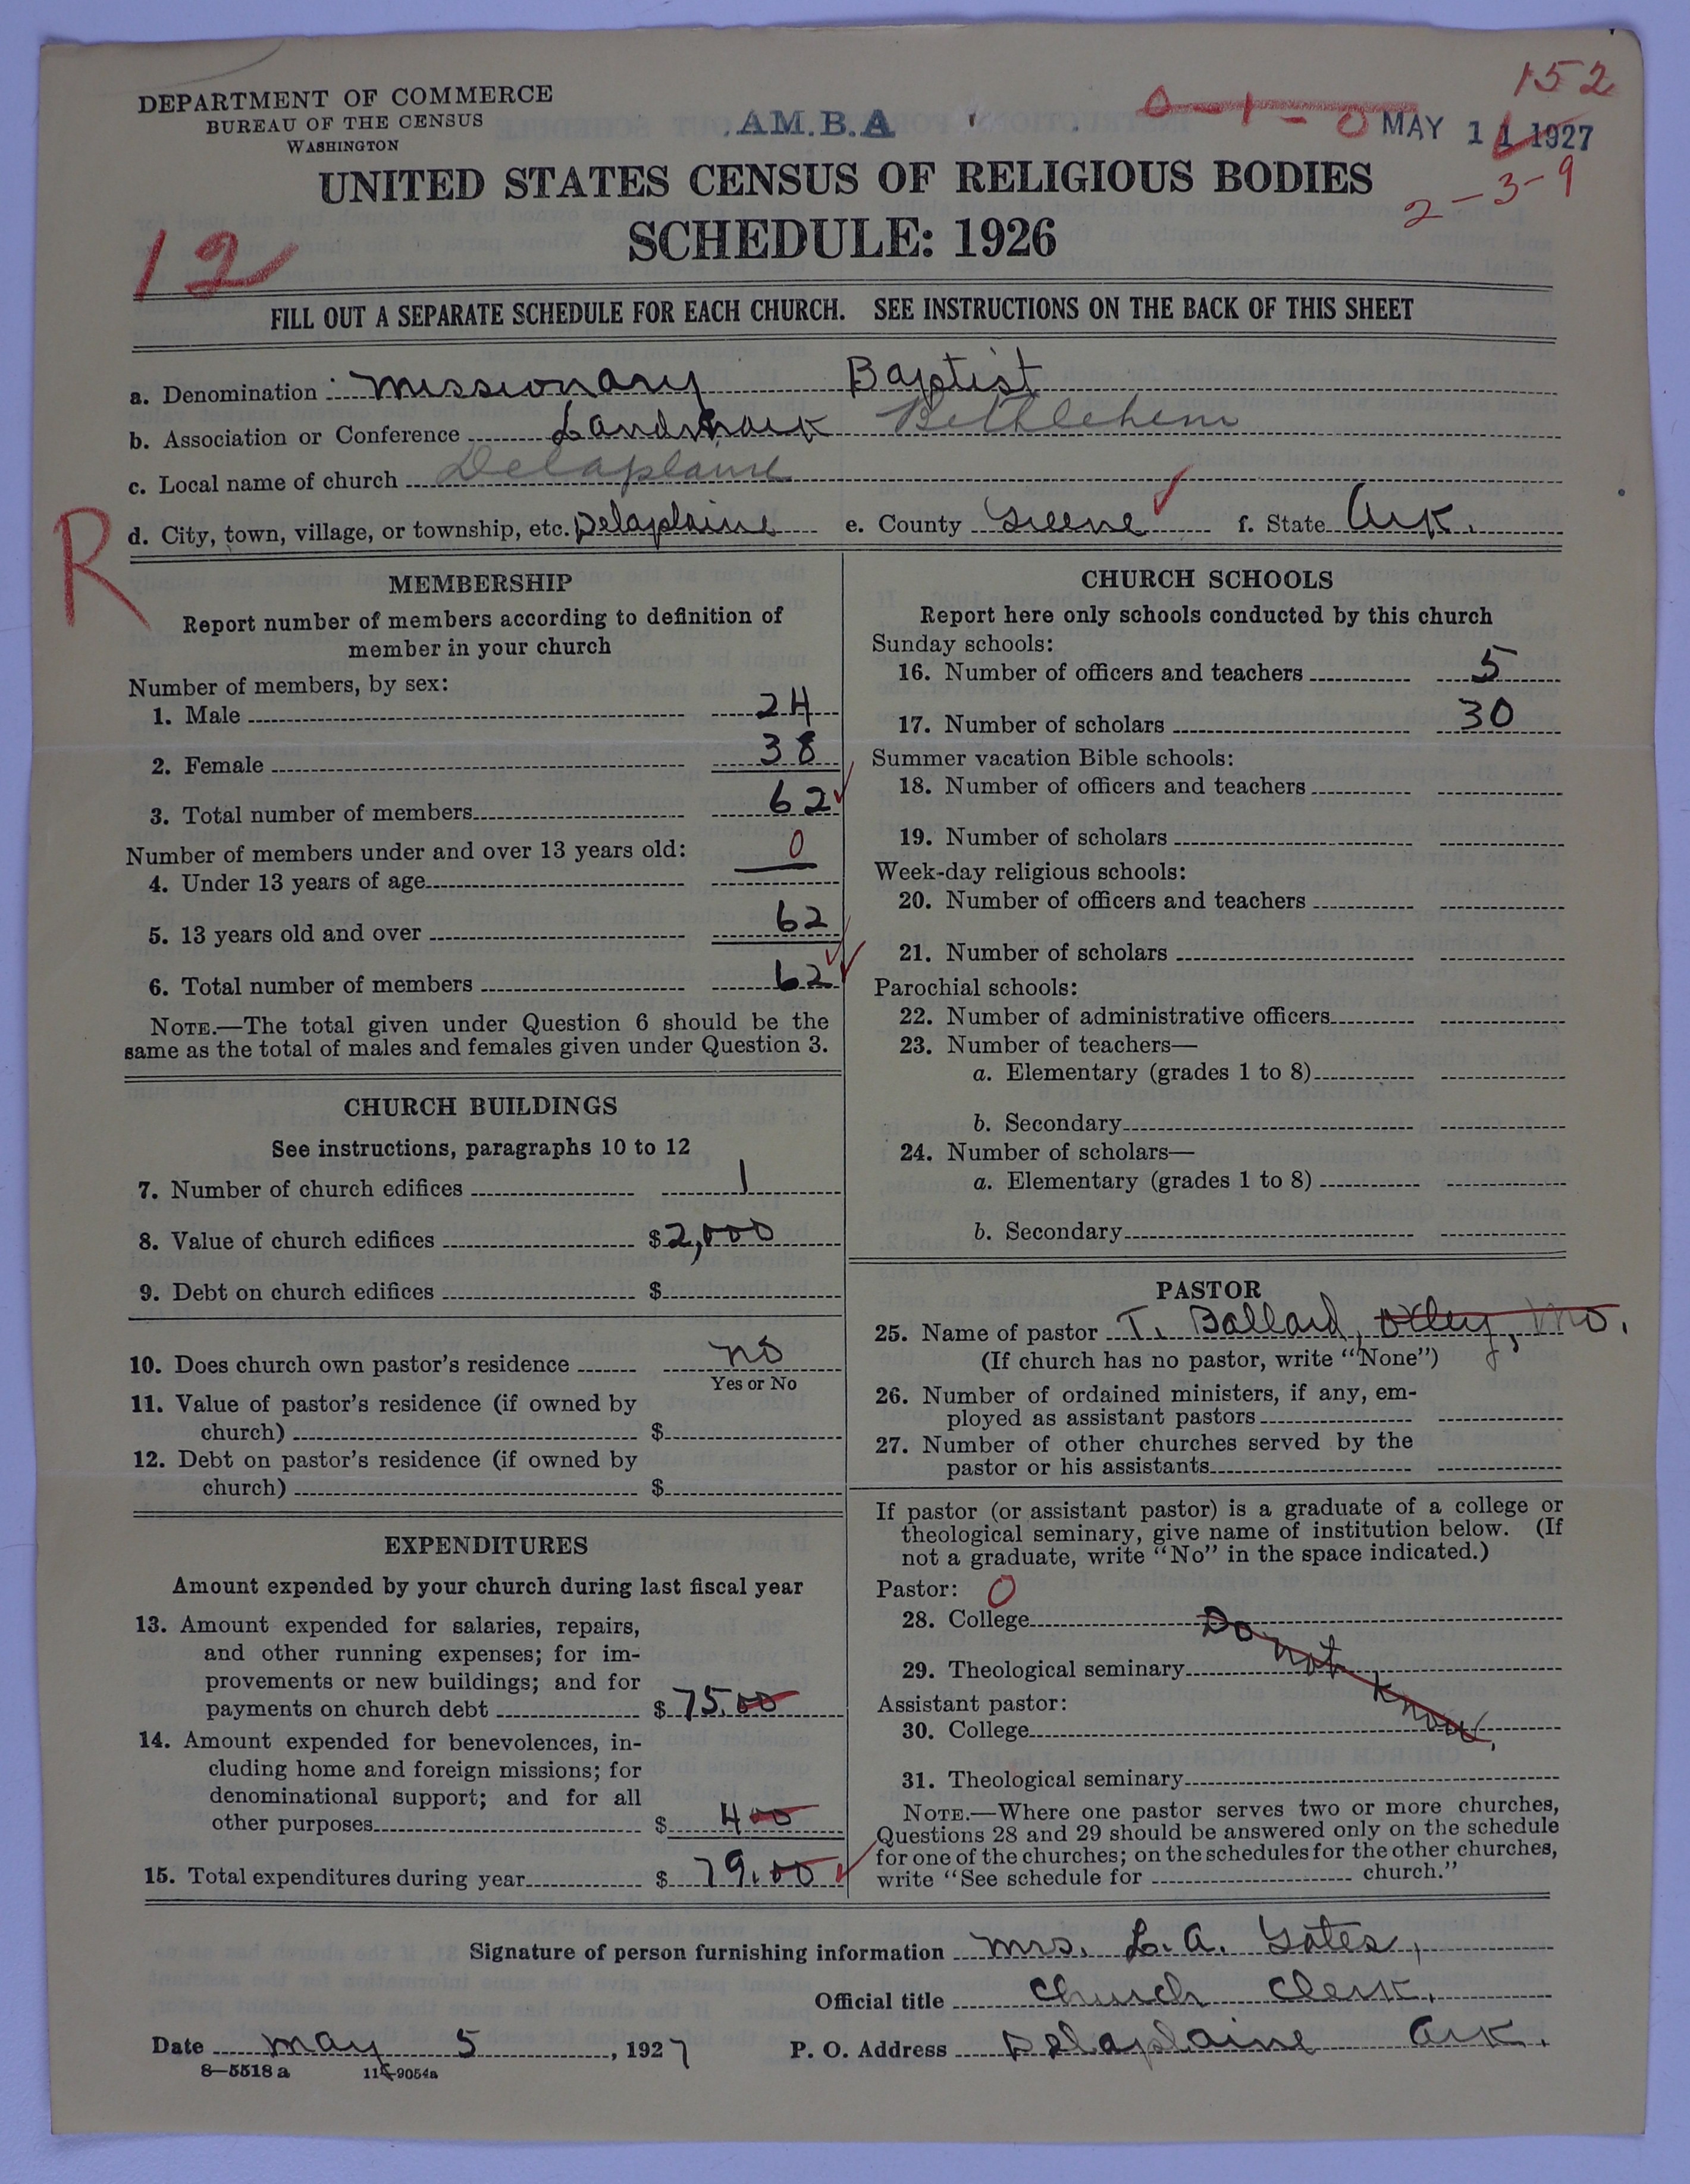 152
DEPARTMENT OF COMMERCE
BUREAU OF THE CENSUS
WASHINGTON
A.M.B.A
0-1-0
MAY 11 1927
UNITED STATES CENSUS OF RELIGIOUS BODIES
2-3-9
SCHEDULE: 1926
12
FILL OUT A SEPARATE SCHEDULE FOR EACH CHURCH. SEE INSTRUCTIONS ON THE BACK OF THIS SHEET
a. Denomination: Missionary Baptist
b. Association or Conference Landmark Bethlehem
c. Local name of church Delaplaine
d. City, town, village, or township, etc. Delaplaine e. County Greene f. State Ark.
R
MEMBERSHIP
Report number of members according to definition of
member in your church
Number of members, by sex:
1. Male 24
2. Female 38
3. Total number of members 62
Number of members under and over 13 years old: 0
4. Under 13 years of age
5. 13 years old and over 62
6. Total number of members 62
NOTE.—The total given under Question 6 should be the
same as the total of males and females given under Question 3.
CHURCH BUILDINGS
See instructions, paragraphs 10 to 12
7. Number of church edifices 1
8. Value of church edifices $2,000
9. Debt on church edifices $
10. Does church own pastor's residence no
Yes or No
11. Value of pastor's residence (if owned by
church) $
12. Debt on pastor's residence (if owned by
church) $
EXPENDITURES
Amount expended by your church during last fiscal year
13. Amount expended for salaries, repairs,
and other running expenses; for im-
provements or new buildings; and for
payments on church debt $75.00
14. Amount expended for benevolences, in-
cluding home and foreign missions; for
denominational support; and for all
other purposes $ 4 00
15. Total expenditures during year $ 79.00
CHURCH SCHOOLS
Report here only schools conducted by this church
Sunday schools:
16. Number of officers and teachers 5
17. Number of scholars 30
Summer vacation Bible schools:
18. Number of officers and teachers
19. Number of scholars
Week-day religious schools:
20. Number of officers and teachers
21. Number of scholars
Parochial schools:
22. Number of administrative officers
23. Number of teachers—
a. Elementary (grades 1 to 8)
b. Secondary
24. Number of scholars—
a. Elementary (grades 1 to 8)
b. Secondary
PASTOR
25. Name of pastor T. Ballard, Oxley, Mo.
(If church has no pastor, write "None")
26. Number of ordained ministers, if any, em-
ployed as assistant pastors
27. Number of other churches served by the
pastor or his assistants
If pastor (or assistant pastor) is a graduate of a college or
theological seminary, give name of institution below. (If
not a graduate, write "No" in the space indicated.)
Pastor: 0
28. College Do
29. Theological seminary not
Assistant pastor: know.
30. College
31. Theological seminary
NOTE.—Where one pastor serves two or more churches,
Questions 28 and 29 should be answered only on the schedule
for one of the churches; on the schedules for the other churches,
write "See schedule for church."
Signature of person furnishing information Mrs. L. A. Yates,
Official title Church Clerk.
Date May 5, 1927 P. O. Address Delaplaine Ark.
8—5518 a 11—9054a